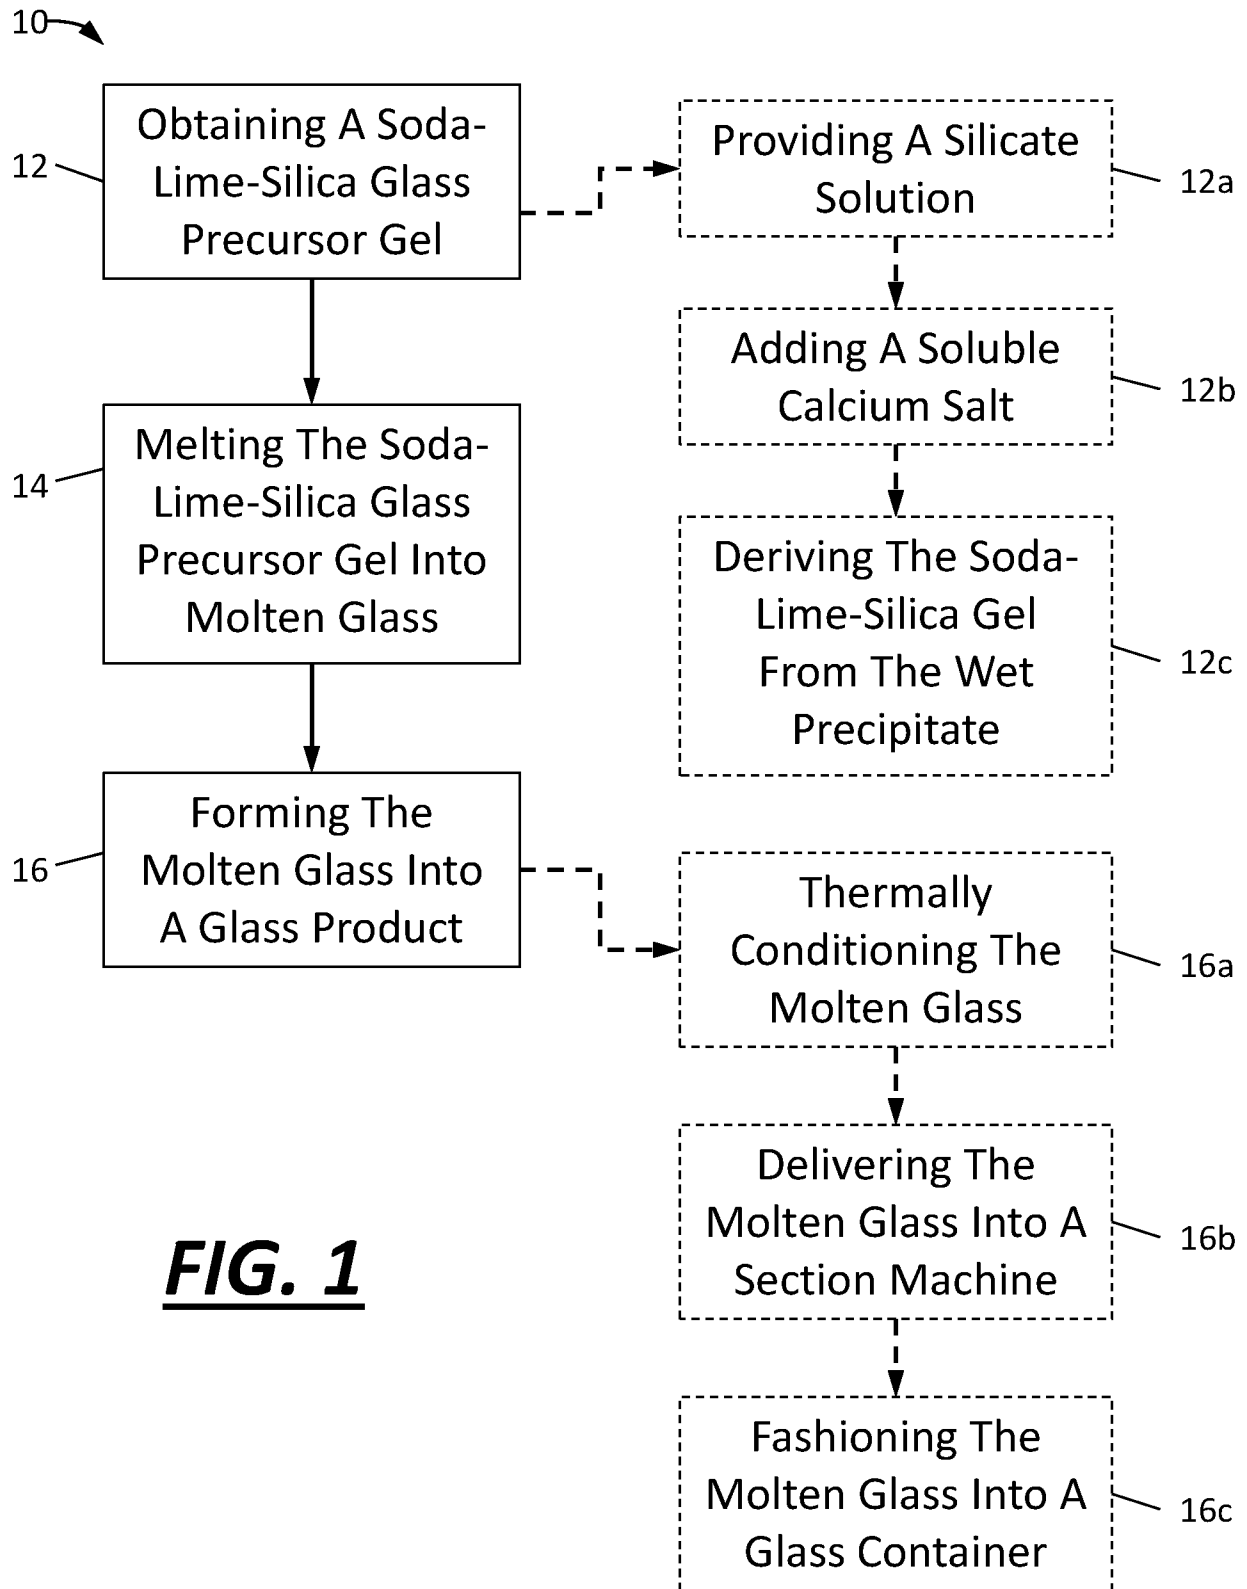 10
12
Obtaining A Soda-
Lime-Silica Glass
Precursor Gel
14
Melting The Soda-
Lime-Silica Glass
Precursor Gel Into
Molten Glass
16
Forming The
Molten Glass Into
A Glass Product
Providing A Silicate
Solution
12a
Adding A Soluble
Calcium Salt
12b
Deriving The Soda-
Lime-Silica Gel
From The Wet
Precipitate
12c
Thermally
Conditioning The
Molten Glass
16a
Delivering The
Molten Glass Into A
Section Machine
16b
Fashioning The
Molten Glass Into A
Glass Container
16c
FIG. 1